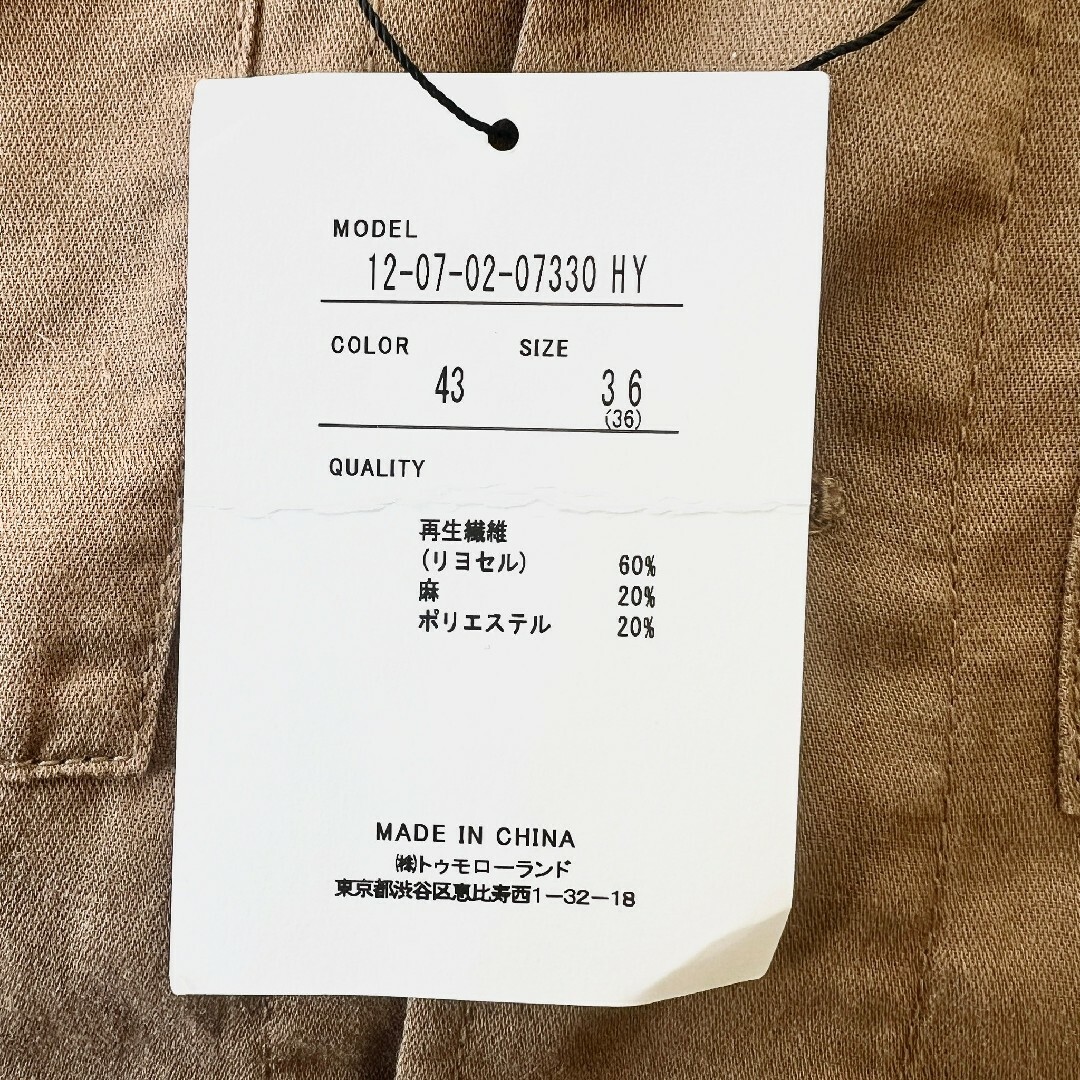 MODEL
12-07-02-07330 HY
COLOR SIZE
43 36
(36)
QUALITY
再生繊維
(リヨセル) 60%
麻 20%
ポリエステル 20%
MADE IN CHINA
㈱トゥモローランド
東京都渋谷区恵比寿西1-32-18